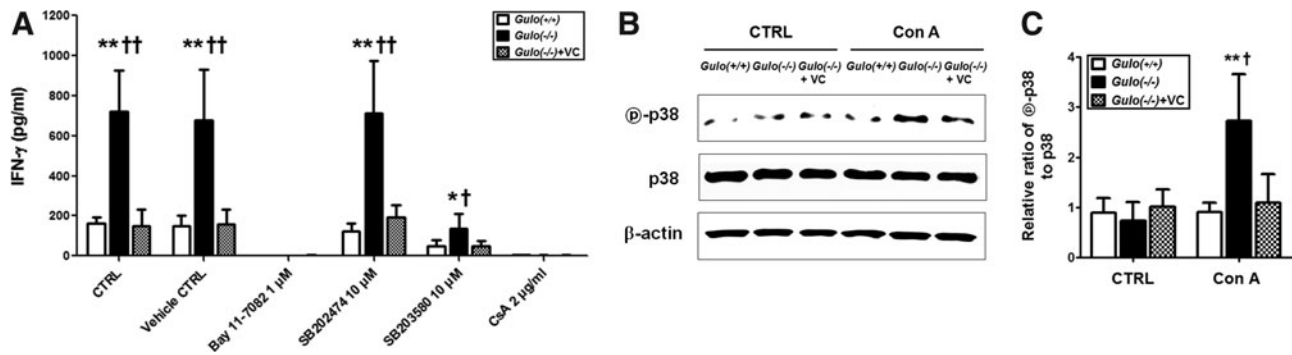 A
IFN-γ (pg/ml)
1200
1000
800
600
400
200
0
Gulo(+/+)
Gulo(-/-)
Gulo(-/-)+VC
**†† **†† **†† *†
CTRL
Vehicle CTRL
Bay 11-7082 1 μM
SB202474 10 μM
SB203580 10 μM
CsA 2 μg/ml
B
CTRL Con A
Gulo(+/+) Gulo(-/-) Gulo(-/-) Gulo(+/+) Gulo(-/-) Gulo(-/-)
+ VC + VC
ⓟ-p38
p38
β-actin
C
Relative ratio of ⓟ-p38
to p38
4
3
2
1
0
Gulo(+/+)
Gulo(-/-)
Gulo(-/-)+VC
**†
CTRL Con A